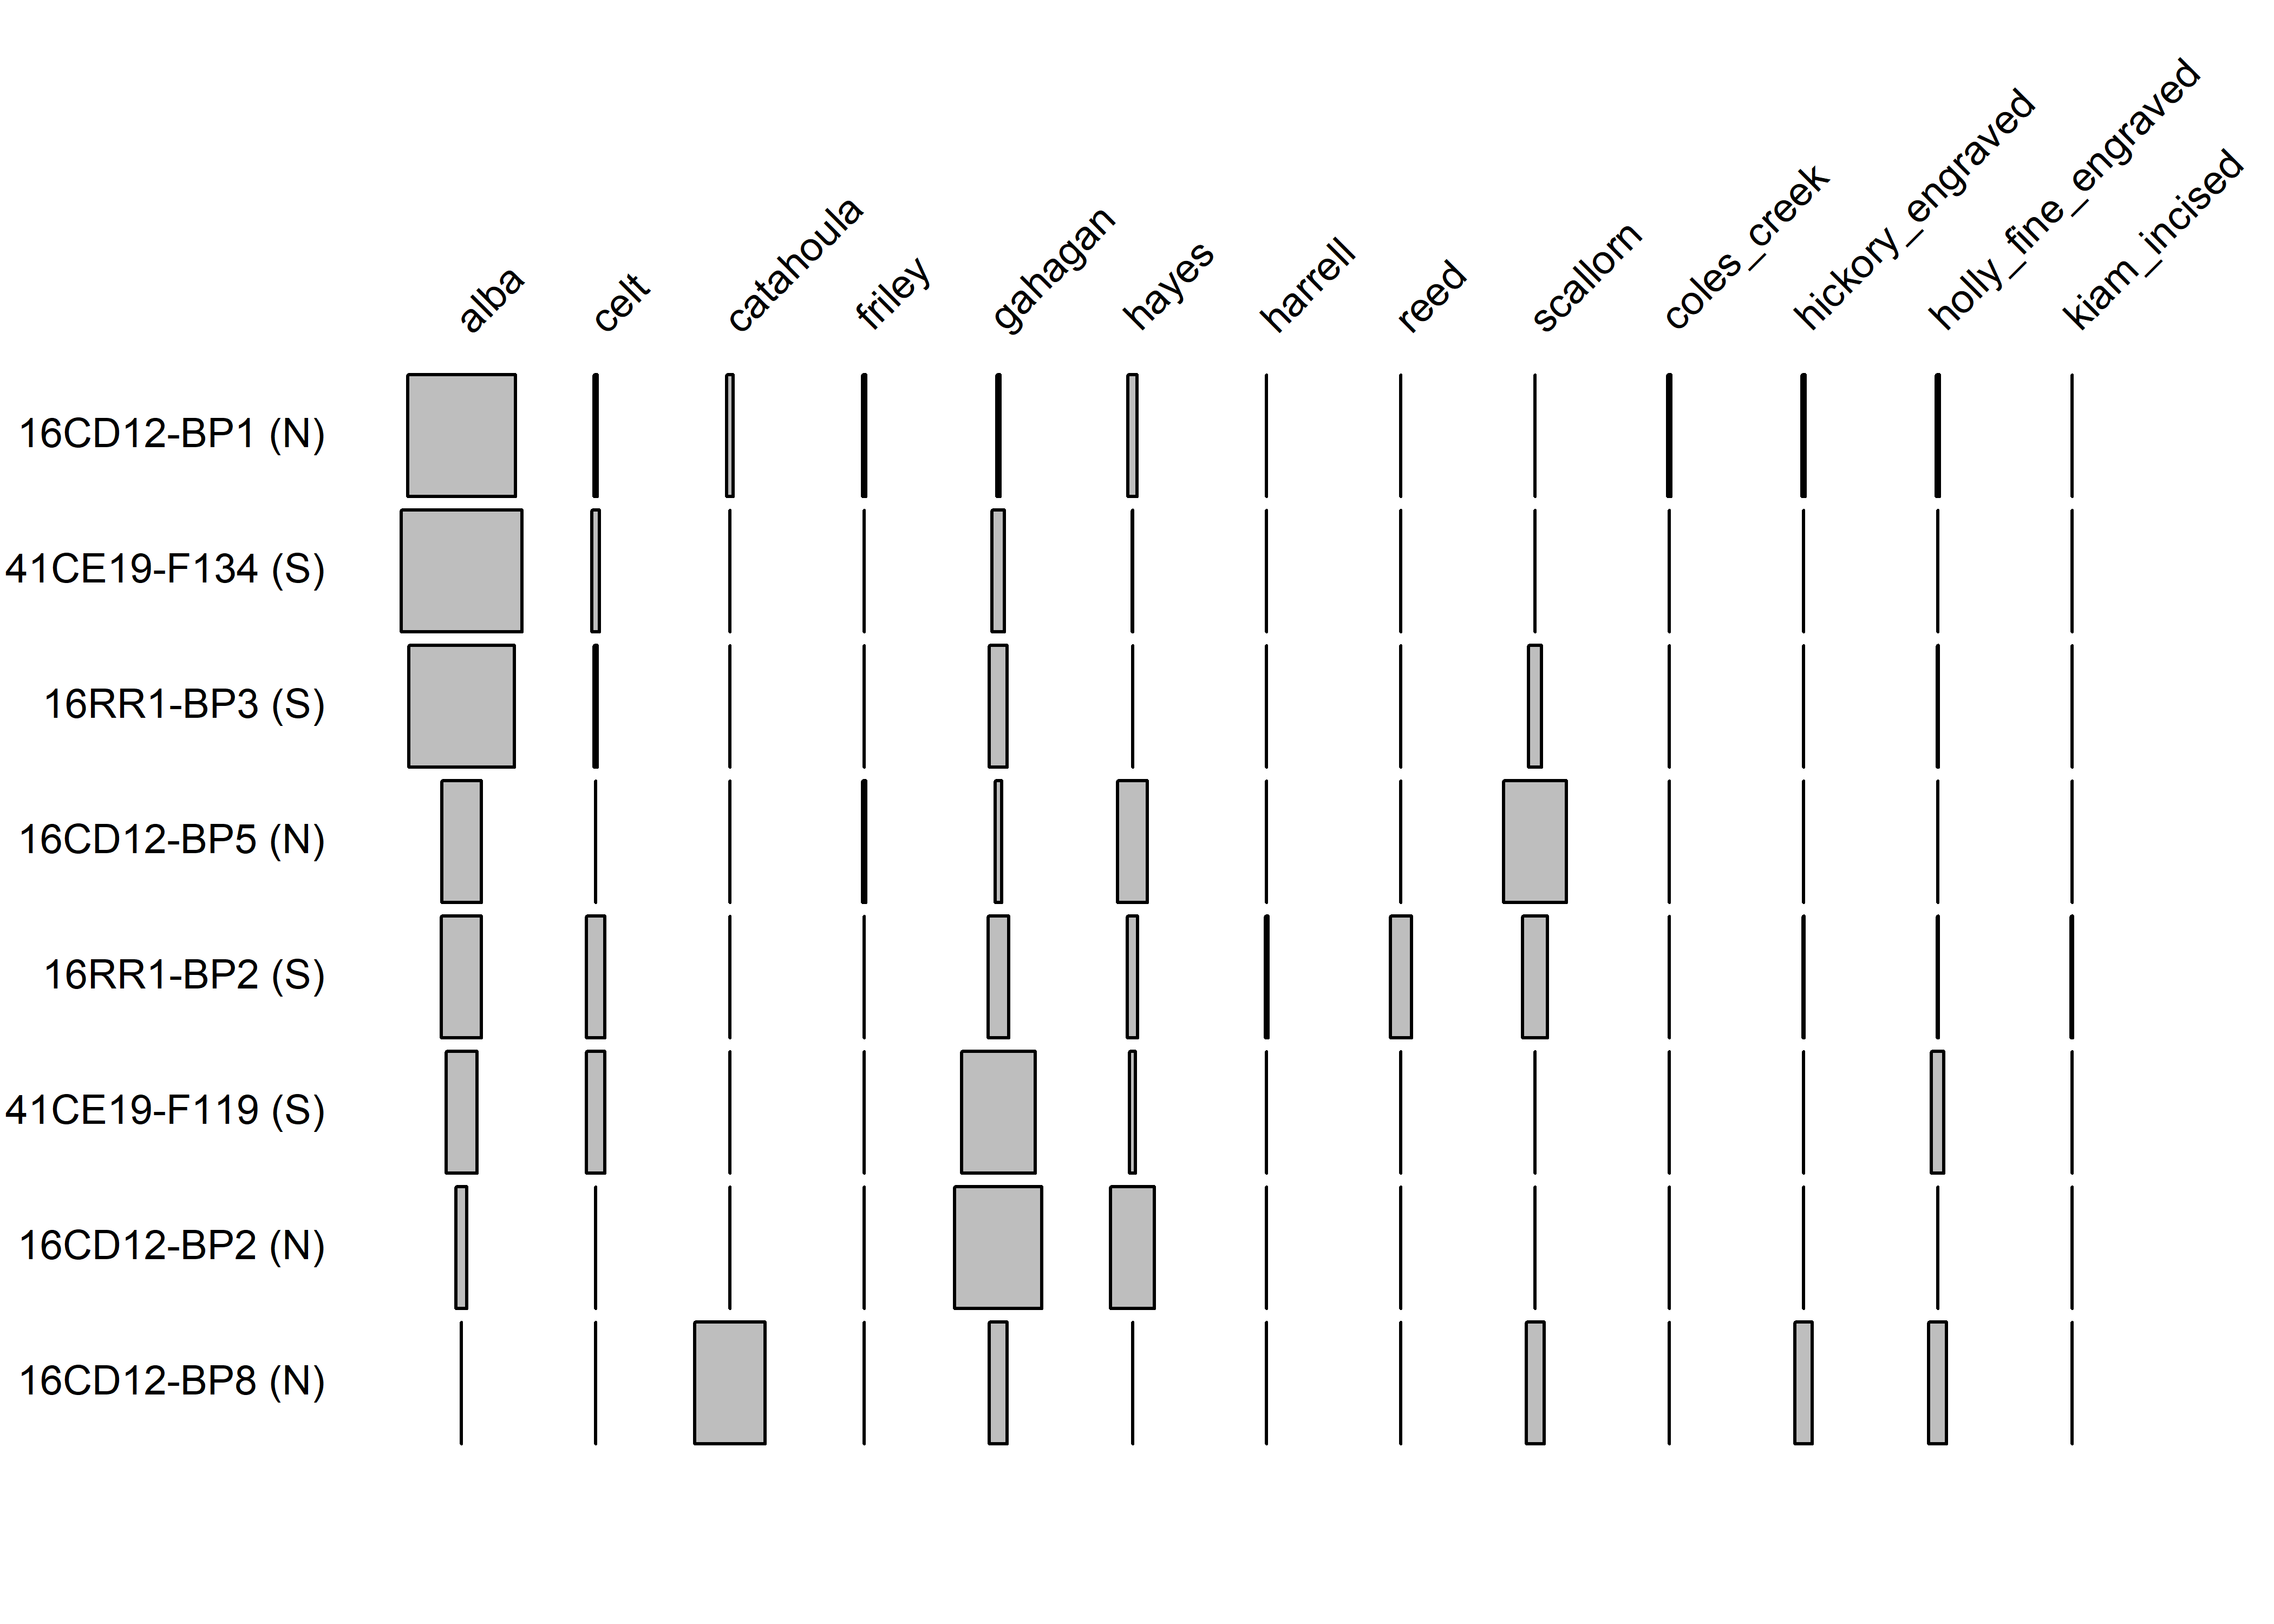 alba
celt
catahoula
friley
gahagan
hayes
harrell
reed
scallorn
coles_creek
hickory_engraved
holly_fine_engraved
kiam_incised
16CD12-BP1 (N)
41CE19-F134 (S)
16RR1-BP3 (S)
16CD12-BP5 (N)
16RR1-BP2 (S)
41CE19-F119 (S)
16CD12-BP2 (N)
16CD12-BP8 (N)